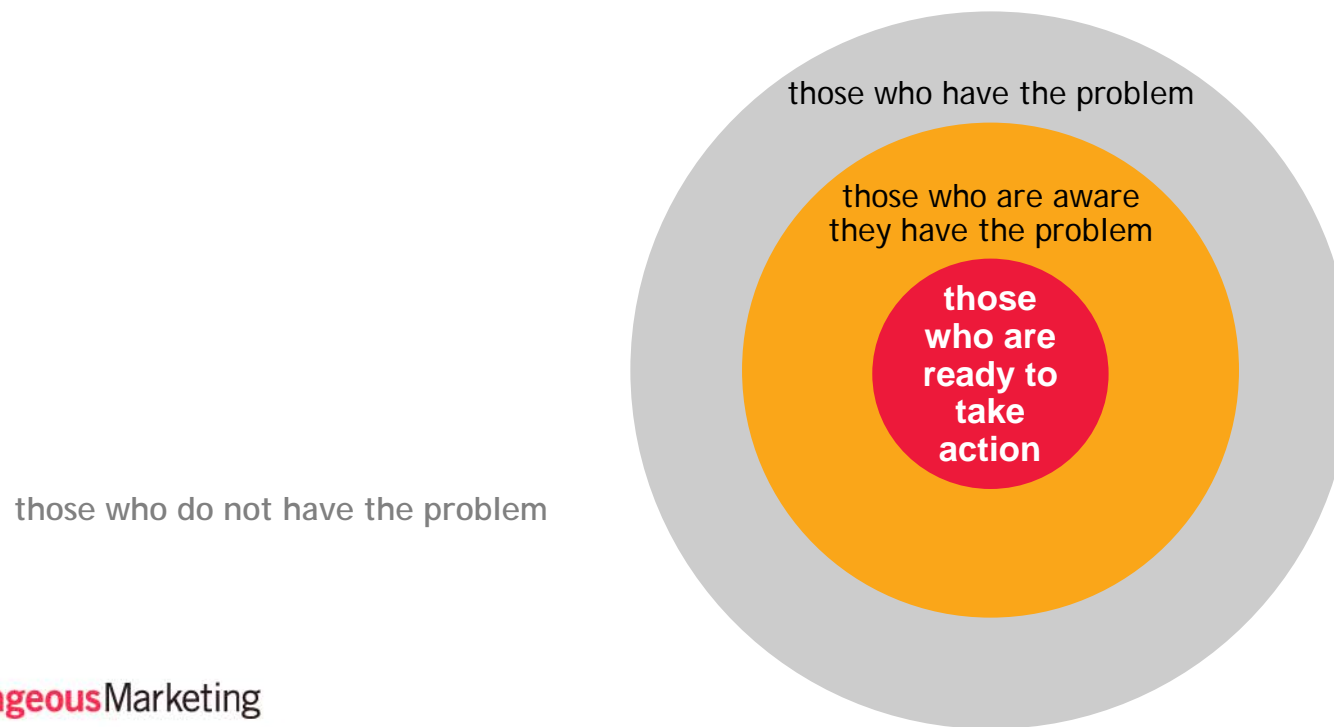 those who have the problem
those who are aware
they have the problem
those
who are
ready to
take
action
those who do not have the problem
ageousMarketing